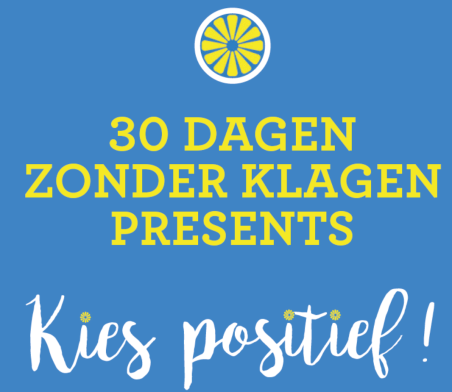 30 DAGEN
ZONDER KLAGEN
PRESENTS
Kies positief!